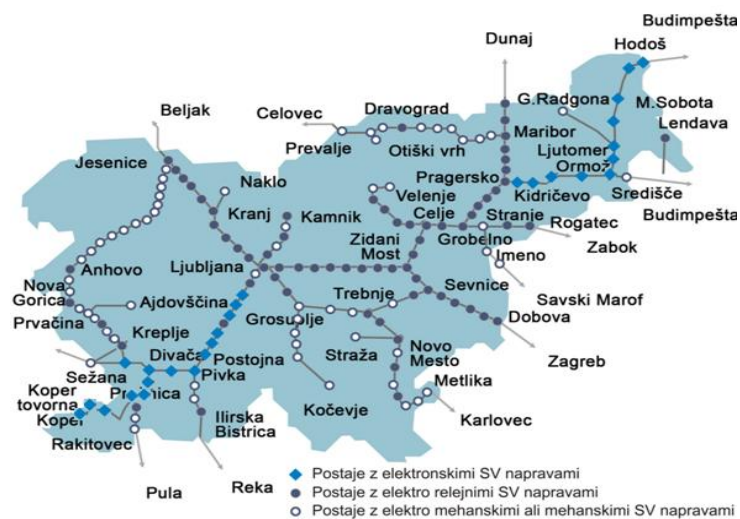 Budimpešta
Dunaj
Hodoš
Beljak
Celovec
Dravograd
G.Radgona
M.Sobota
Lendava
Prevalje
Otiški vrh
Maribor
Ljutomer
Ormož
Jesenice
Naklo
Velenje
Pragersko
Kidričevo
Središče
Budimpešta
Kranj
Kamnik
Celje
Stranje
Rogatec
Grobelno
Zabok
Zidani
Most
Imeno
Ljubljana
Anhovo
Nova
Gorica
Ajdovščina
Sevnice
Savski Marof
Trebnje
Dobova
Prvačina
Kreplje
Grosuplje
Divača
Postojna
Straža
Novo
Mesto
Zagreb
Sežana
Pivka
Metlika
Koper
tovorna
Prešnica
Kočevje
Karlovec
Koper
Ilirska
Bistrica
Rakitovec
Pula
Reka
Postaje z elektronskimi SV napravami
Postaje z elektro relejnimi SV napravami
Postaje z elektro mehanskimi ali mehanskimi SV napravami